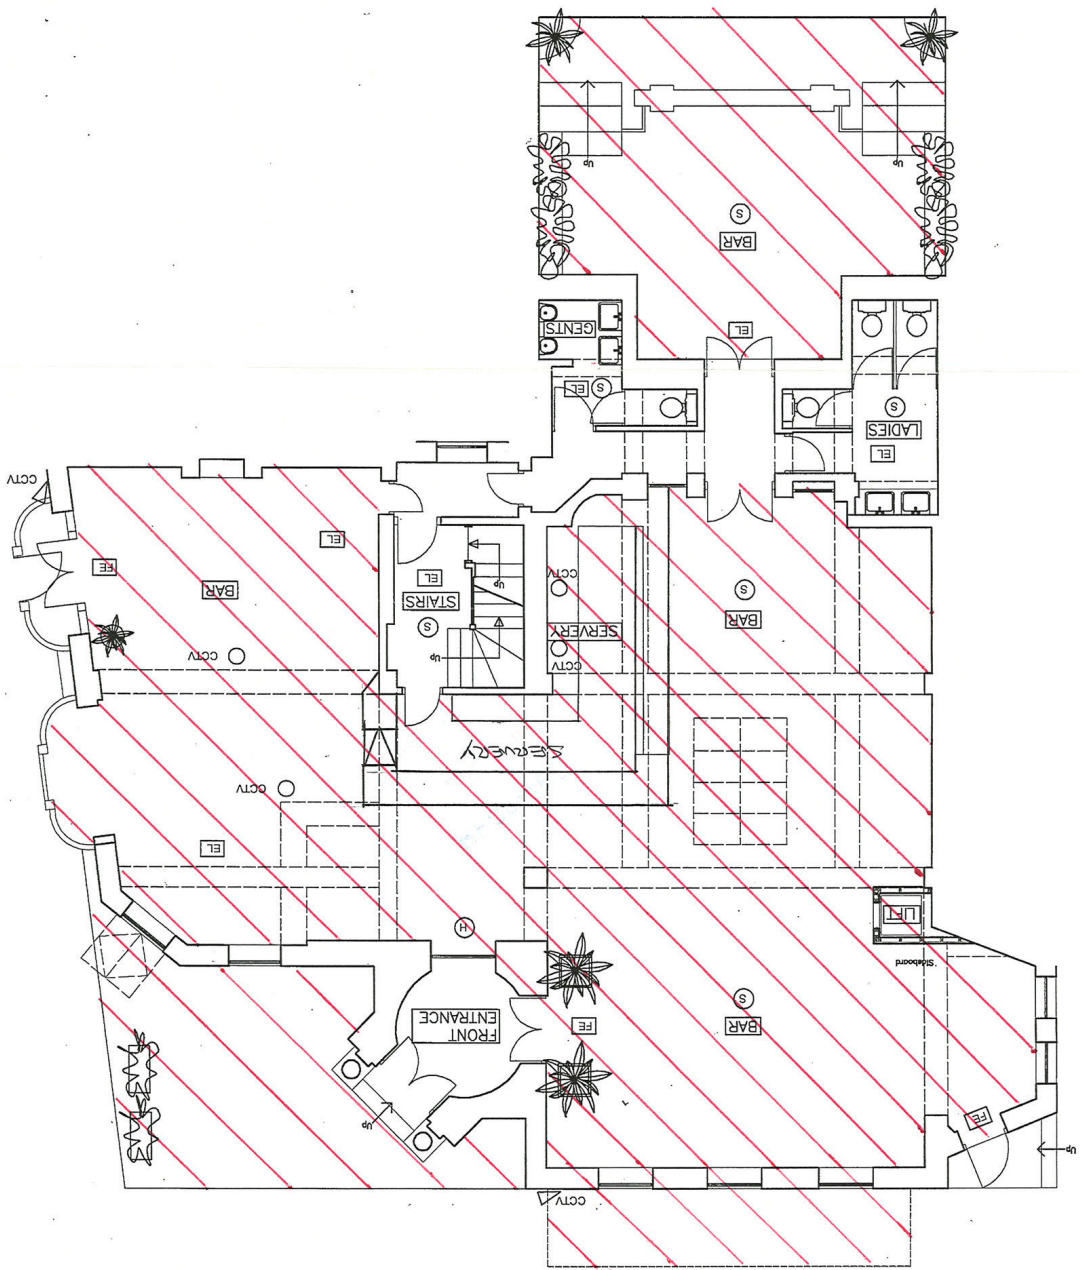 Up
Up
S
BAR
EL
GENTS
EL
S
S
LADIES
EL
CCTV
FE
BAR
EL
EL
STAIRS
S
Up
Up
CCTV
SERVERY
CCTV
S
BAR
CCTV
SERVERY
CCTV
EL
H
LIFT
Sideboard
FRONT
ENTRANCE
FE
S
BAR
Up
FE
Up
CCTV